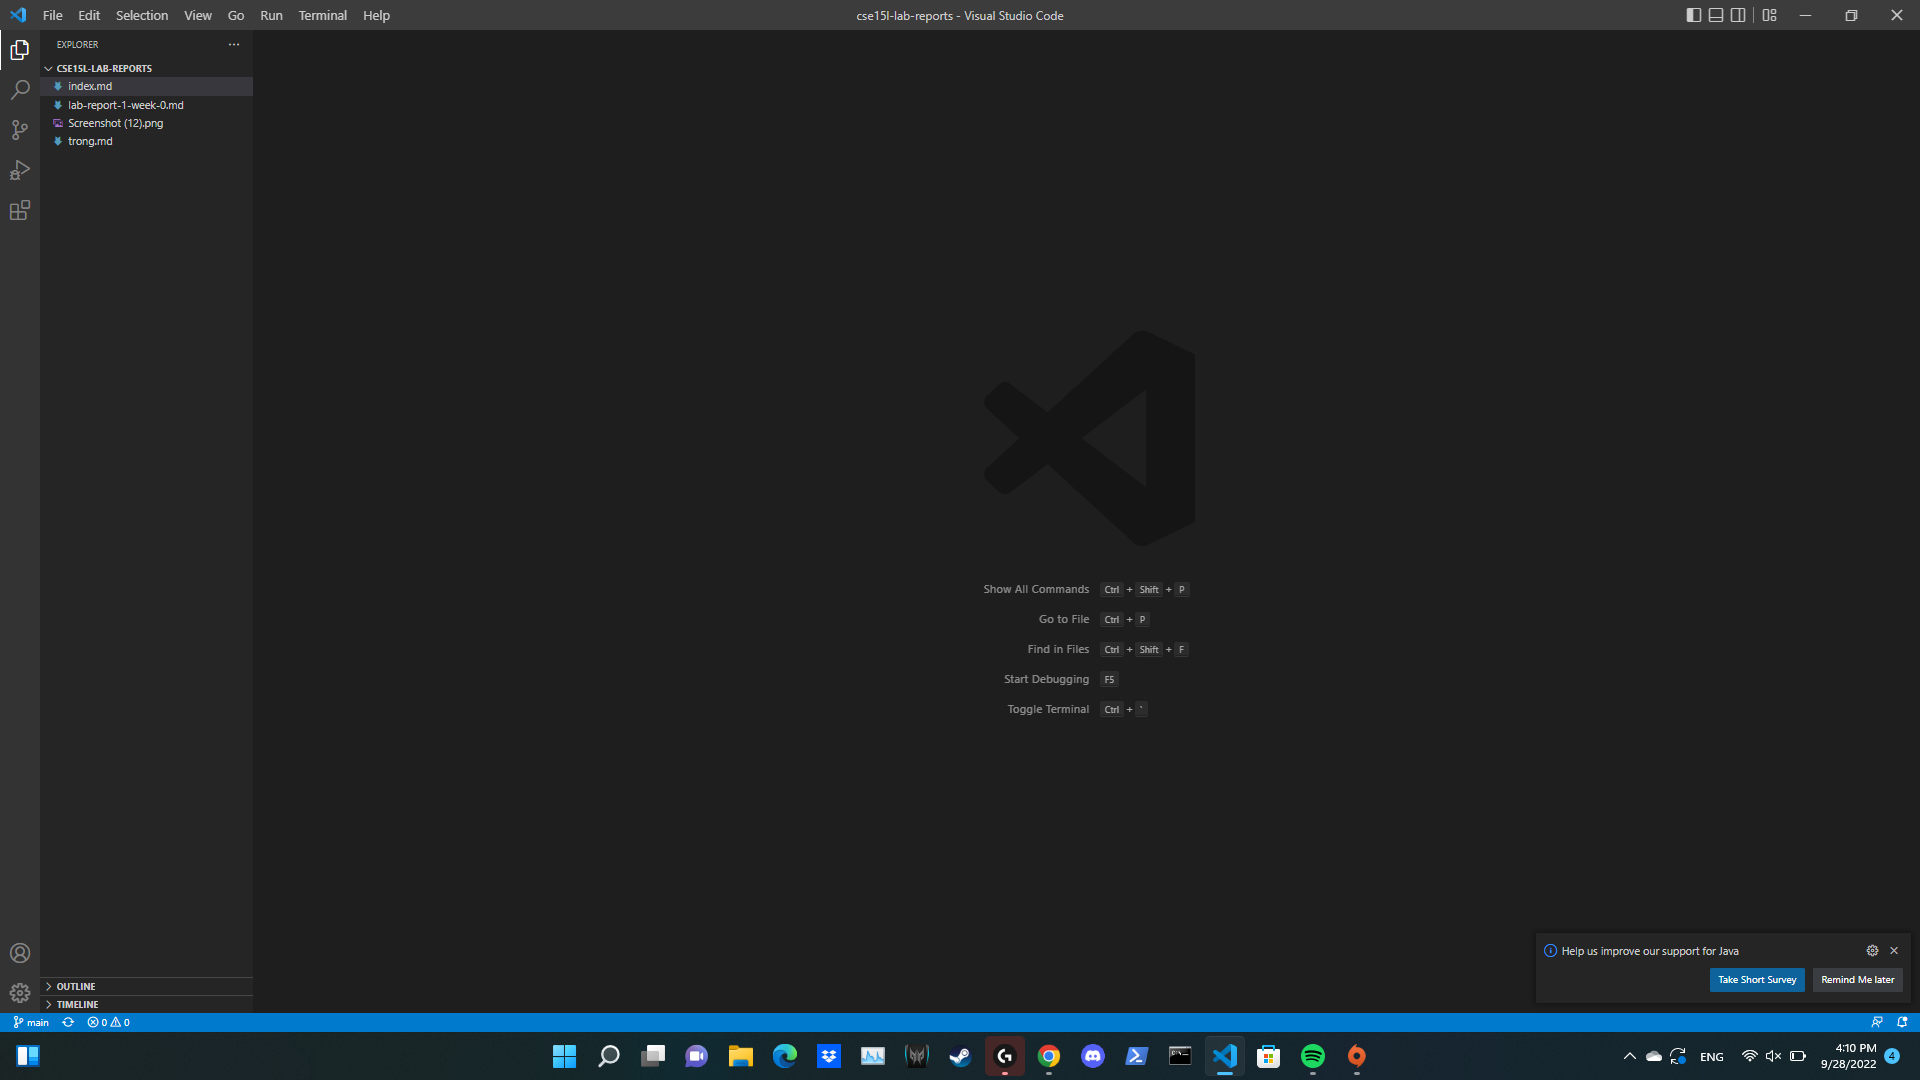 File Edit Selection View Go Run Terminal Help
cse15l-lab-reports - Visual Studio Code
EXPLORER
CSE15L-LAB-REPORTS
index.md
lab-report-1-week-0.md
Screenshot (12).png
trong.md
Show All Commands Ctrl + Shift + P
Go to File Ctrl + P
Find in Files Ctrl + Shift + F
Start Debugging F5
Toggle Terminal Ctrl + `
Help us improve our support for Java
Take Short Survey Remind Me later
OUTLINE
TIMELINE
main 0 0
ENG
4:10 PM
9/28/2022
4